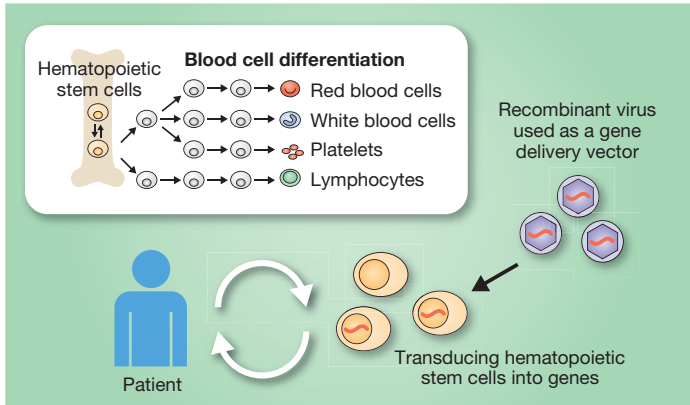 Blood cell differentiation
Hematopoietic
stem cells
Red blood cells
White blood cells
Platelets
Lymphocytes
Recombinant virus
used as a gene
delivery vector
Patient
Transducing hematopoietic
stem cells into genes